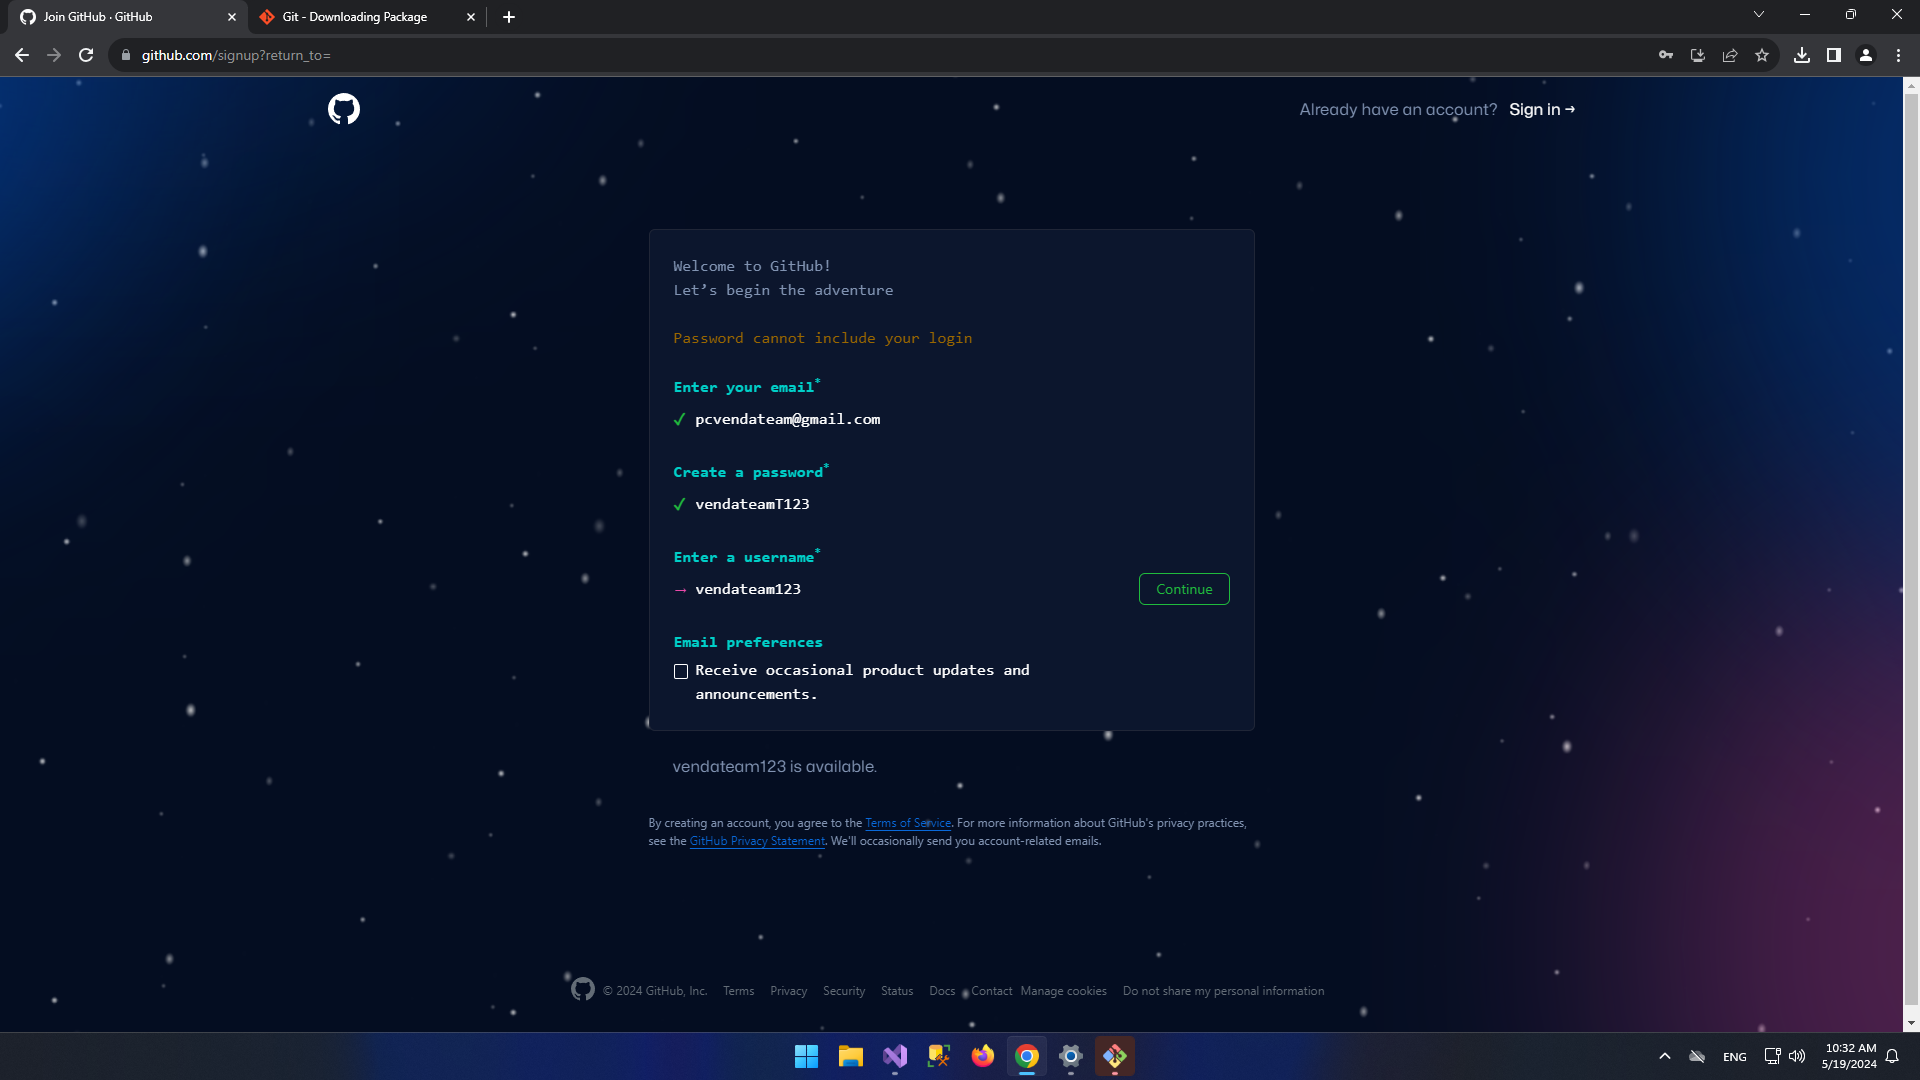 Join GitHub · GitHub
Git - Downloading Package
github.com/signup?return_to=
Already have an account? Sign in →
Welcome to GitHub!
Let’s begin the adventure
Password cannot include your login
Enter your email*
✓ pcvendateam@gmail.com
Create a password*
✓ vendateamT123
Enter a username*
→ vendateam123
Continue
Email preferences
Receive occasional product updates and
announcements.
vendateam123 is available.
By creating an account, you agree to the Terms of Service. For more information about GitHub's privacy practices,
see the GitHub Privacy Statement. We'll occasionally send you account-related emails.
© 2024 GitHub, Inc. Terms Privacy Security Status Docs Contact Manage cookies Do not share my personal information
ENG
10:32 AM
5/19/2024